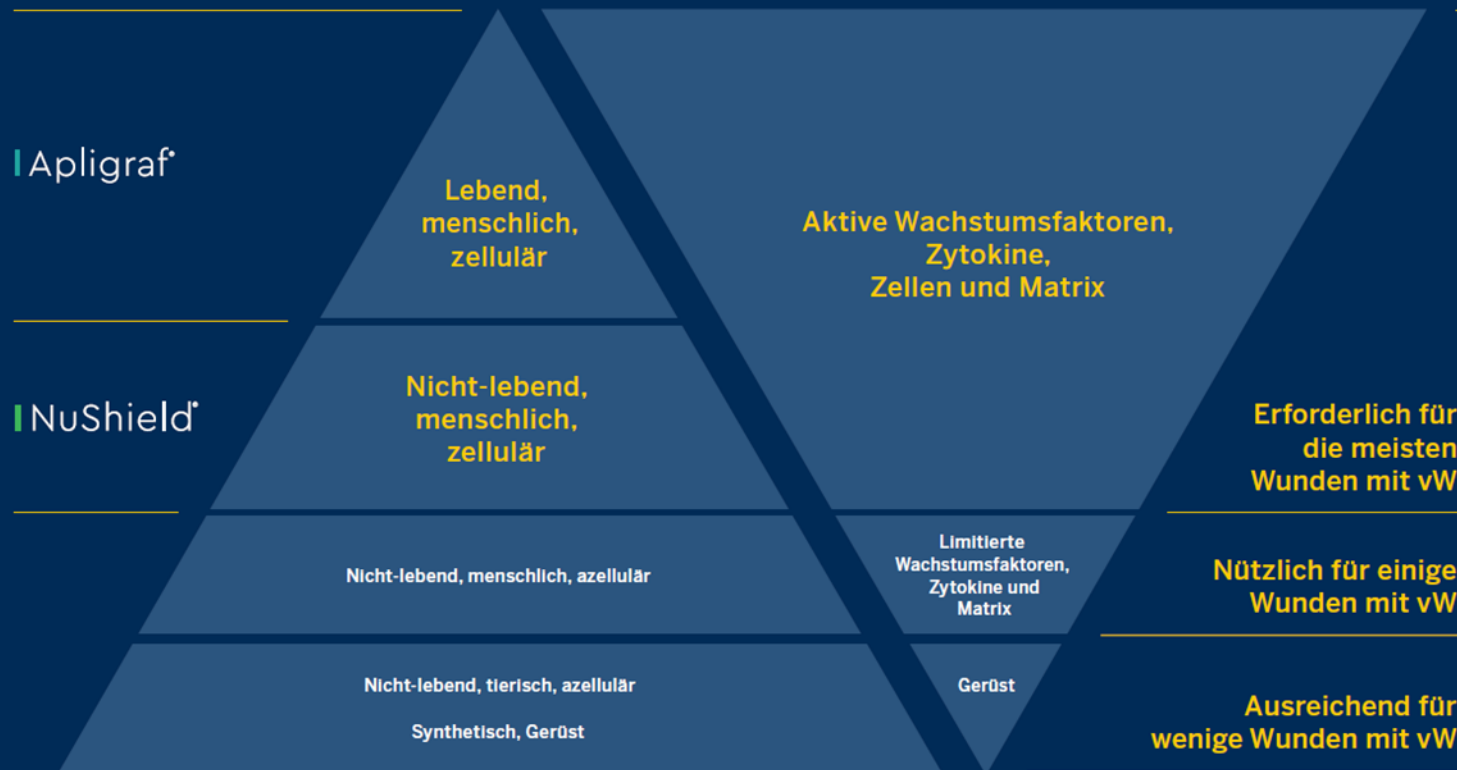 Apligraf
Lebend,
menschlich,
zellulär
Aktive Wachstumsfaktoren,
Zytokine,
Zellen und Matrix
NuShield
Nicht-lebend,
menschlich,
zellulär
Erforderlich für
die meisten
Wunden mit vW
Nicht-lebend, menschlich, azellulär
Limitierte
Wachstumsfaktoren,
Zytokine und
Matrix
Nützlich für einige
Wunden mit vW
Nicht-lebend, tierisch, azellulär
Synthetisch, Gerüst
Gerüst
Ausreichend für
wenige Wunden mit vW